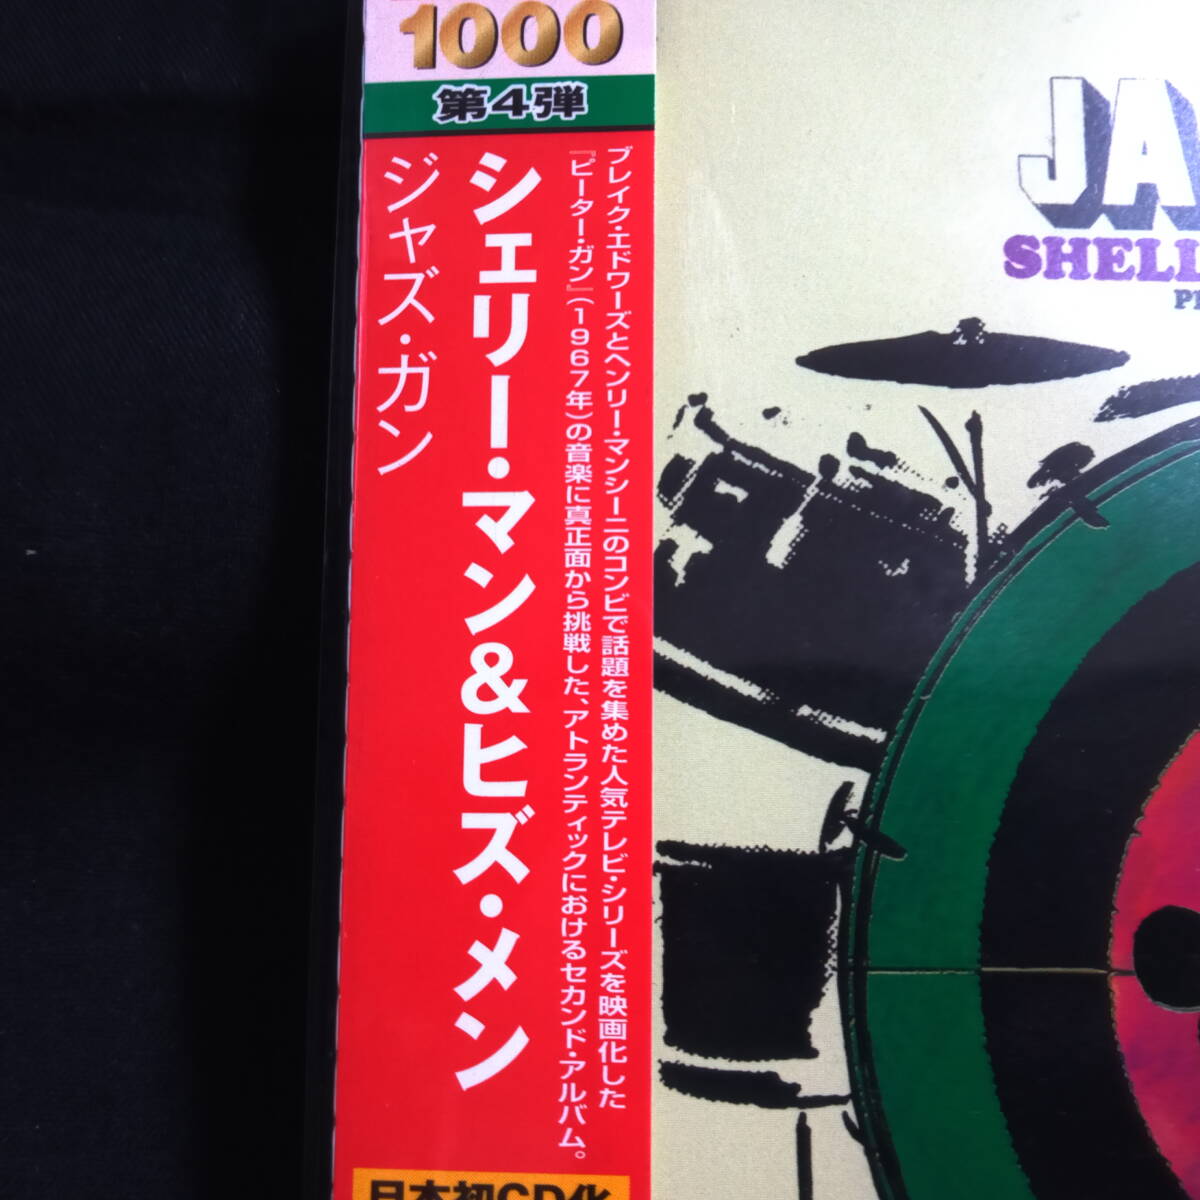 1000
第4弾
ブレイク・エドワーズとヘンリー・マンシーニのコンビで話題を集めた人気テレビ・シリーズを映画化した
『ピーター・ガン』(1967年)の音楽に真正面から挑戦した、アトランティックにおけるセカンド・アルバム。
シェリー・マン&ヒズ・メン
ジャズ・ガン
日本初CD化
JA
SHELL